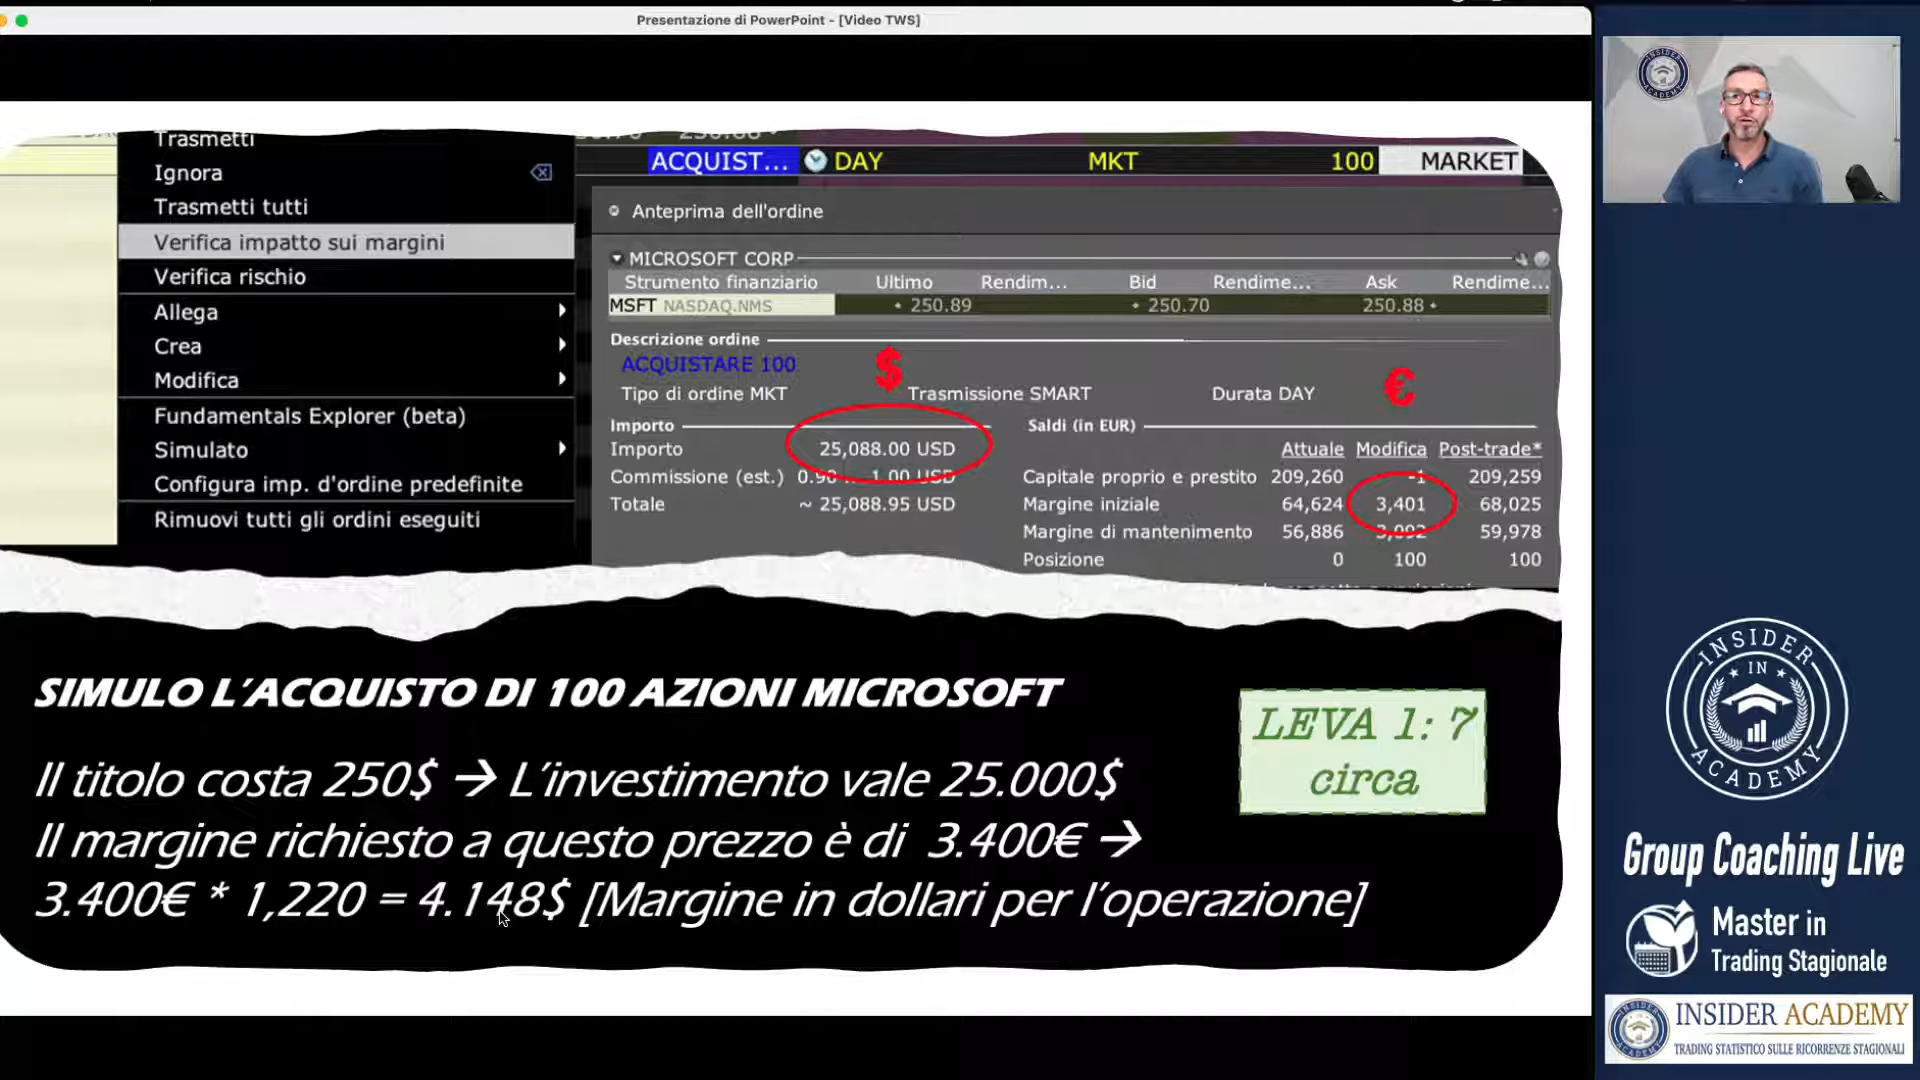 Presentazione di PowerPoint - [Video TWS]
Trasmetti
Ignora
Trasmetti tutti
Verifica impatto sui margini
Verifica rischio
Allega
Crea
Modifica
Fundamentals Explorer (beta)
Simulato
Configura imp. d'ordine predefinite
Rimuovi tutti gli ordini eseguiti
ACQUIST... DAY MKT 100 MARKET
Anteprima dell'ordine
MICROSOFT CORP
Strumento finanziario Ultimo Rendim... Bid Rendime... Ask Rendime...
MSFT NASDAQ.NMS • 250.89 • 250.70 250.88 •
Descrizione ordine
ACQUISTARE 100
$
€
Tipo di ordine MKT Trasmissione SMART Durata DAY
Importo
Importo 25,088.00 USD
Commissione (est.) 0.90 1.00 USD
Totale ~ 25,088.95 USD
Saldi (in EUR)
Attuale Modifica Post-trade*
Capitale proprio e prestito 209,260 -1 209,259
Margine iniziale 64,624 3,401 68,025
Margine di mantenimento 56,886 3,092 59,978
Posizione 0 100 100
SIMULO L'ACQUISTO DI 100 AZIONI MICROSOFT
Il titolo costa 250$ → L'investimento vale 25.000$
Il margine richiesto a questo prezzo è di 3.400€ →
3.400€ * 1,220 = 4.148$ [Margine in dollari per l'operazione]
LEVA 1: 7
circa
INSIDER
IN
ACADEMY
Group Coaching Live
Master in
Trading Stagionale
INSIDER ACADEMY
TRADING STATISTICO SULLE RICORRENZE STAGIONALI